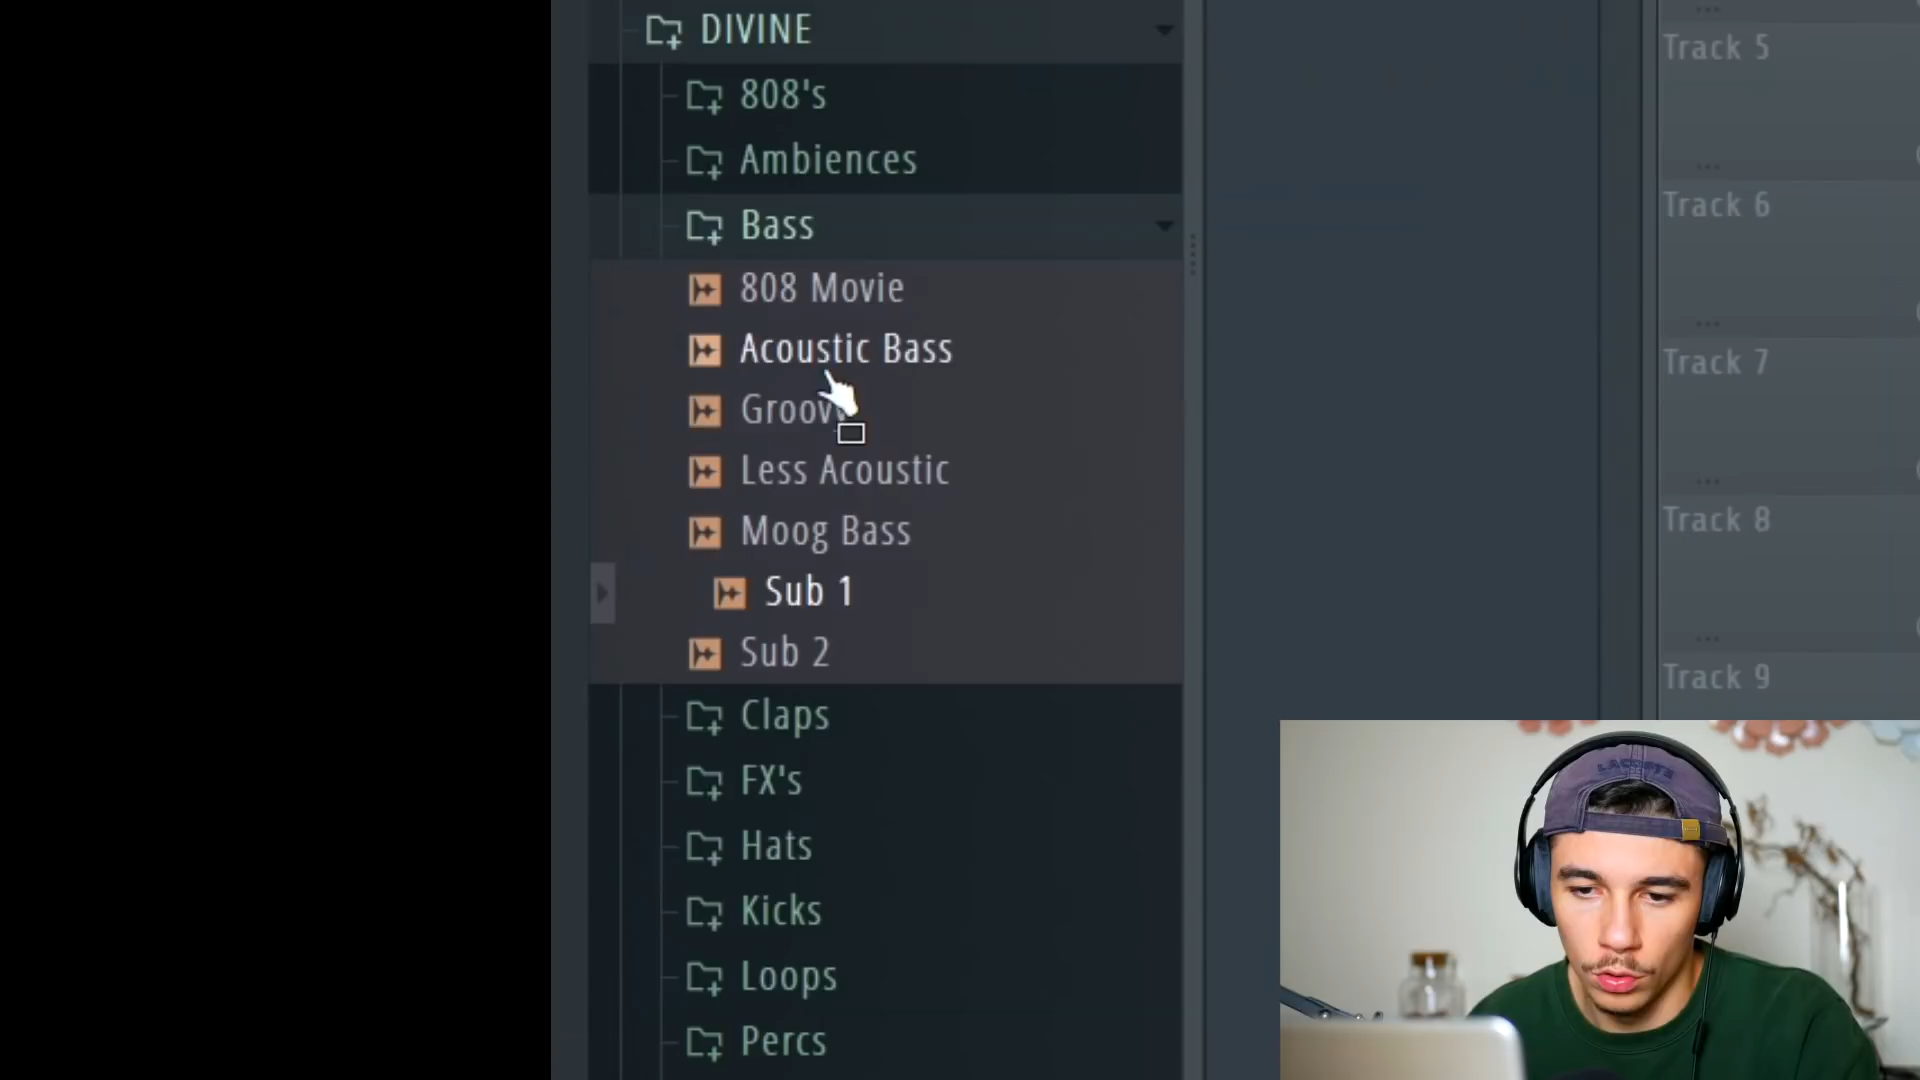 DIVINE
808's
Ambiences
Bass
808 Movie
Acoustic Bass
Less Acoustic
Moog Bass
Sub 1
Sub 2
Claps
FX's
Hats
Kicks
Loops
Percs
Track 5
Track 6
Track 7
Track 8
Track 9
LACOSTE